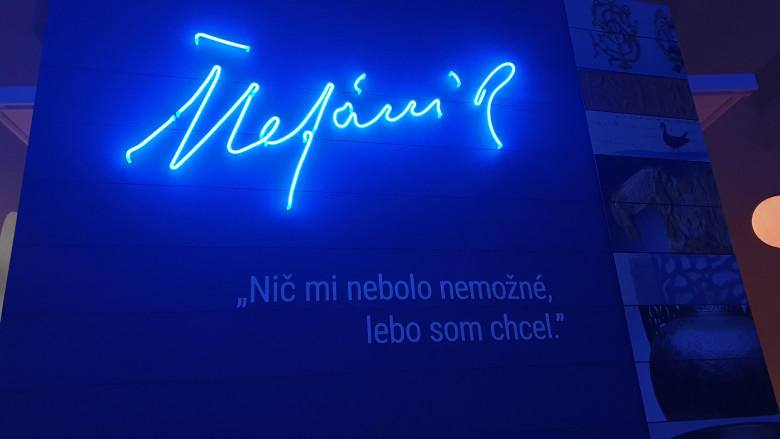 Štefánik
„Nič mi nebolo nemožné,
lebo som chcel.”